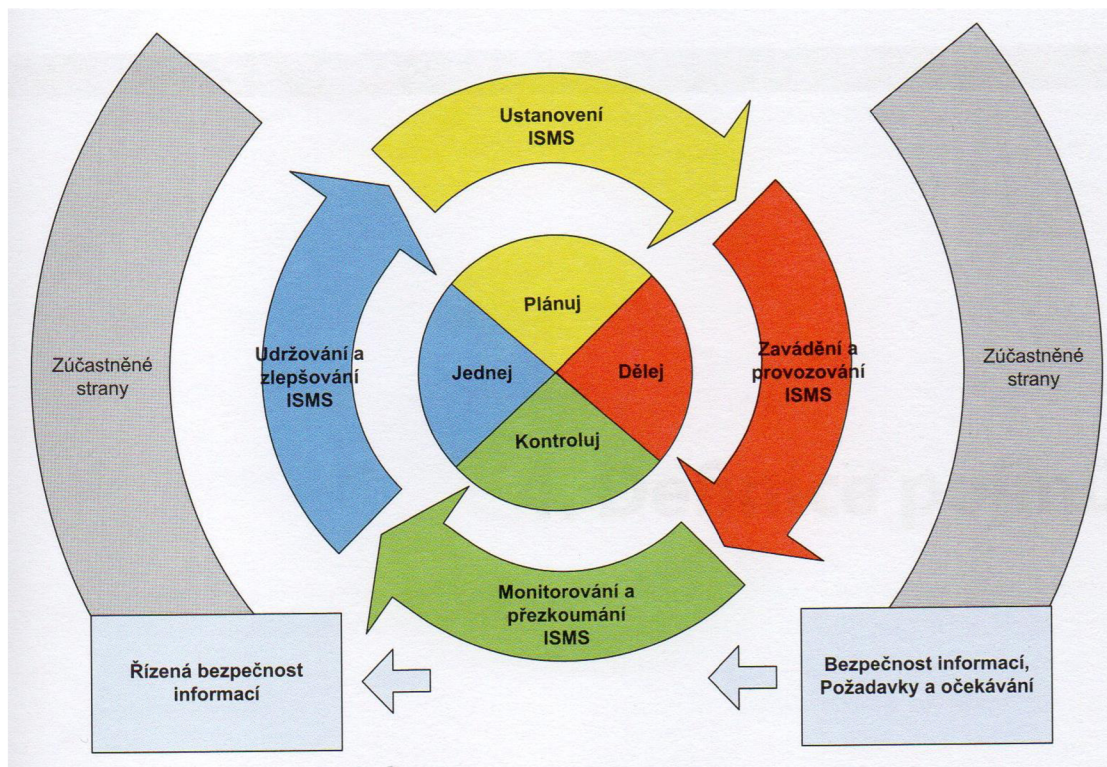 Ustanovení
ISMS
Plánuj
Jednej
Dělej
Kontroluj
Udržování a
zlepšování
ISMS
Zavádění a
provozování
ISMS
Zúčastněné
strany
Zúčastněné
strany
Monitorování a
přezkoumání
ISMS
Řízená bezpečnost
informací
Bezpečnost informací,
Požadavky a očekávání